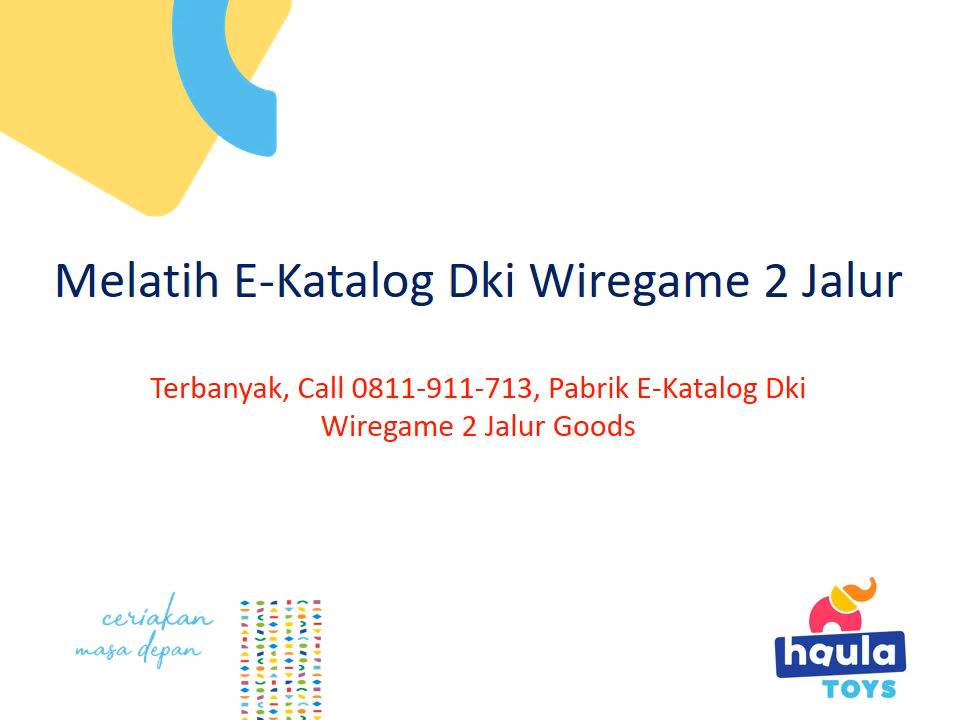 Melatih E-Katalog Dki Wiregame 2 Jalur
Terbanyak, Call 0811-911-713, Pabrik E-Katalog Dki
Wiregame 2 Jalur Goods
ceriakan
masa depan
haula
TOYS